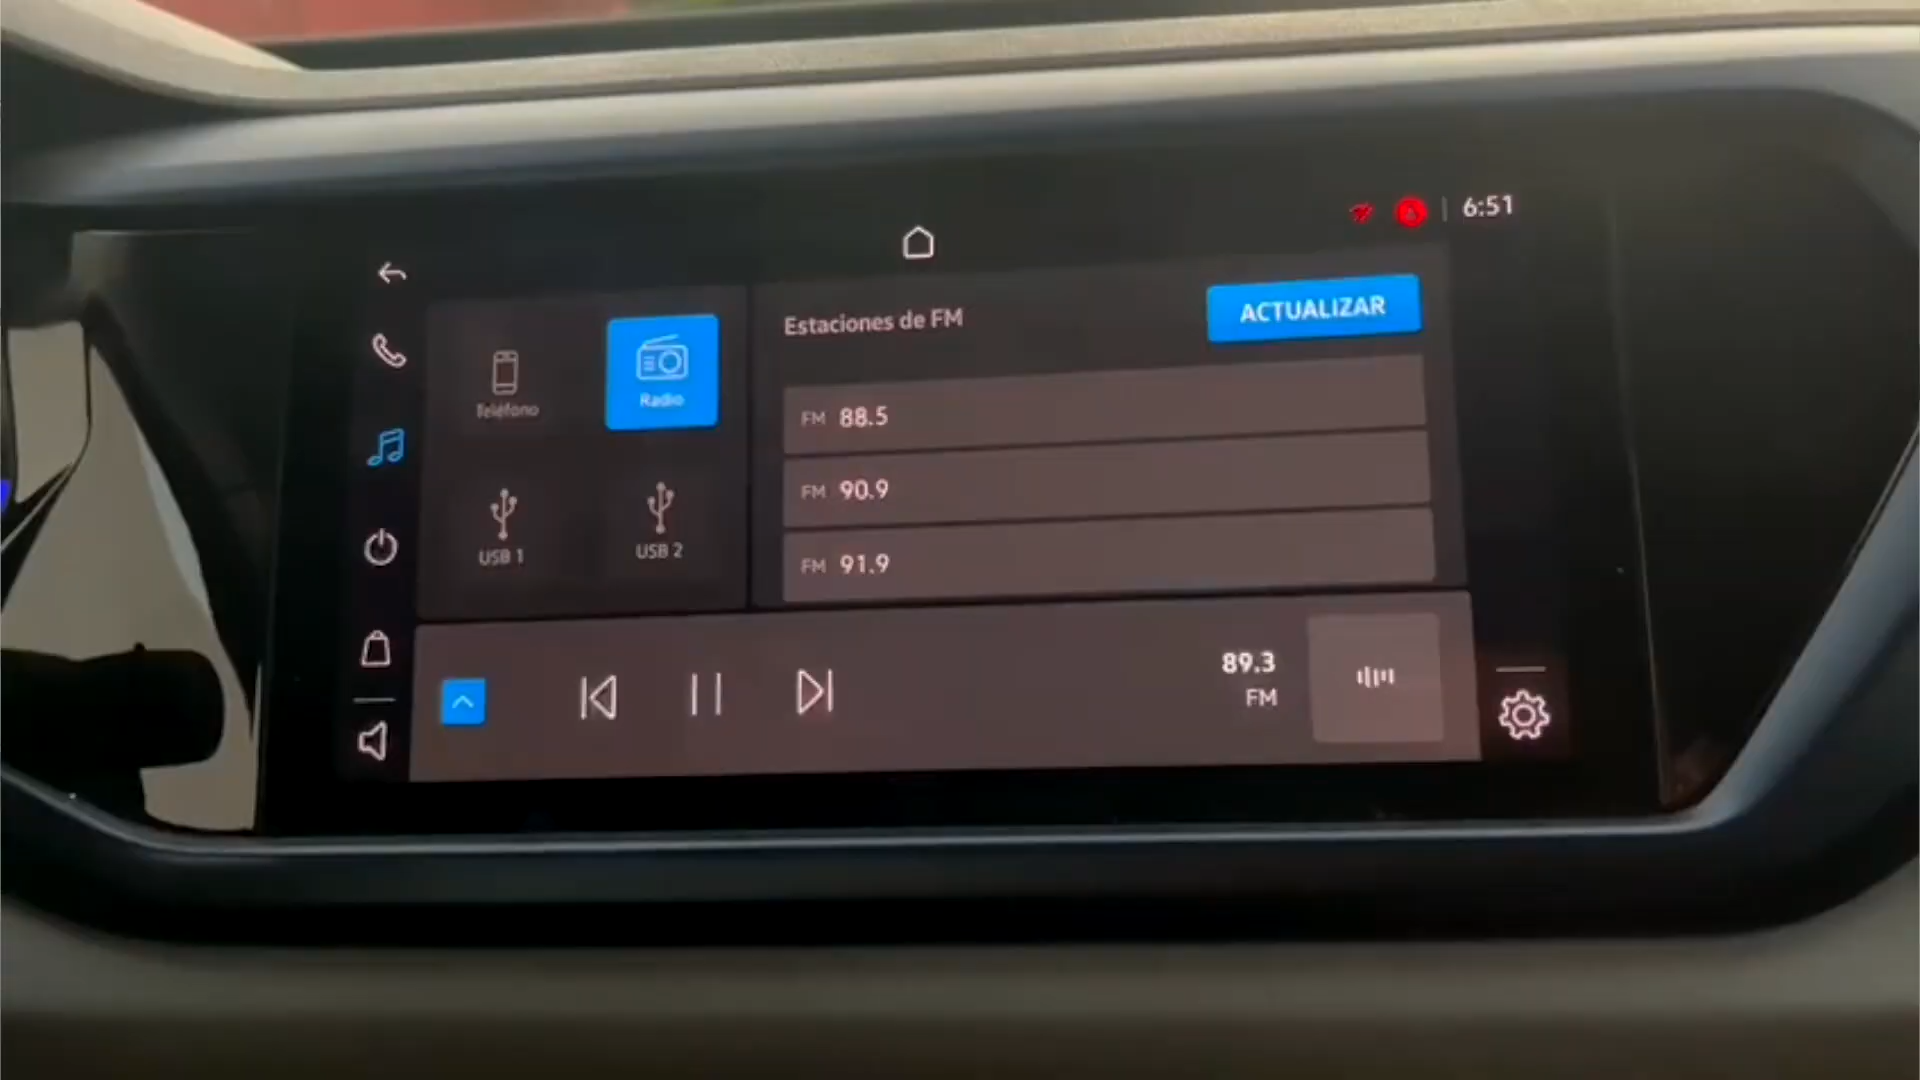 6:51
Teléfono
Radio
USB 1
USB 2
Estaciones de FM
ACTUALIZAR
FM 88.5
FM 90.9
FM 91.9
89.3
FM